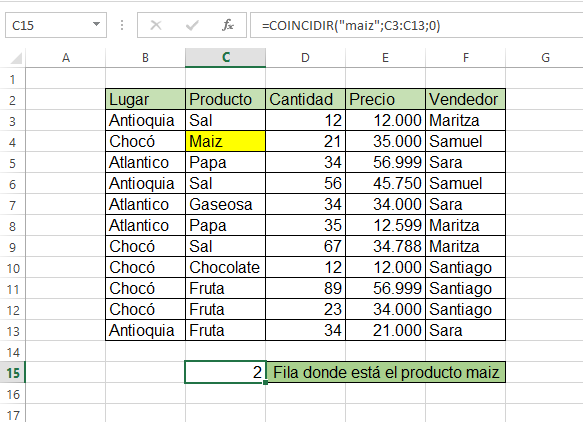 C15 fx =COINCIDIR("maiz";C3:C13;0)
A B C D E F G
1
2 Lugar Producto Cantidad Precio Vendedor
3 Antioquia Sal 12 12.000 Maritza
4 Chocó Maiz 21 35.000 Samuel
5 Atlantico Papa 34 56.999 Sara
6 Antioquia Sal 56 45.750 Samuel
7 Atlantico Gaseosa 34 34.000 Sara
8 Atlantico Papa 35 12.599 Maritza
9 Chocó Sal 67 34.788 Maritza
10 Chocó Chocolate 12 12.000 Santiago
11 Chocó Fruta 89 56.999 Santiago
12 Chocó Fruta 23 34.000 Santiago
13 Antioquia Fruta 34 21.000 Sara
14
15 2 Fila donde está el producto maiz
16
17